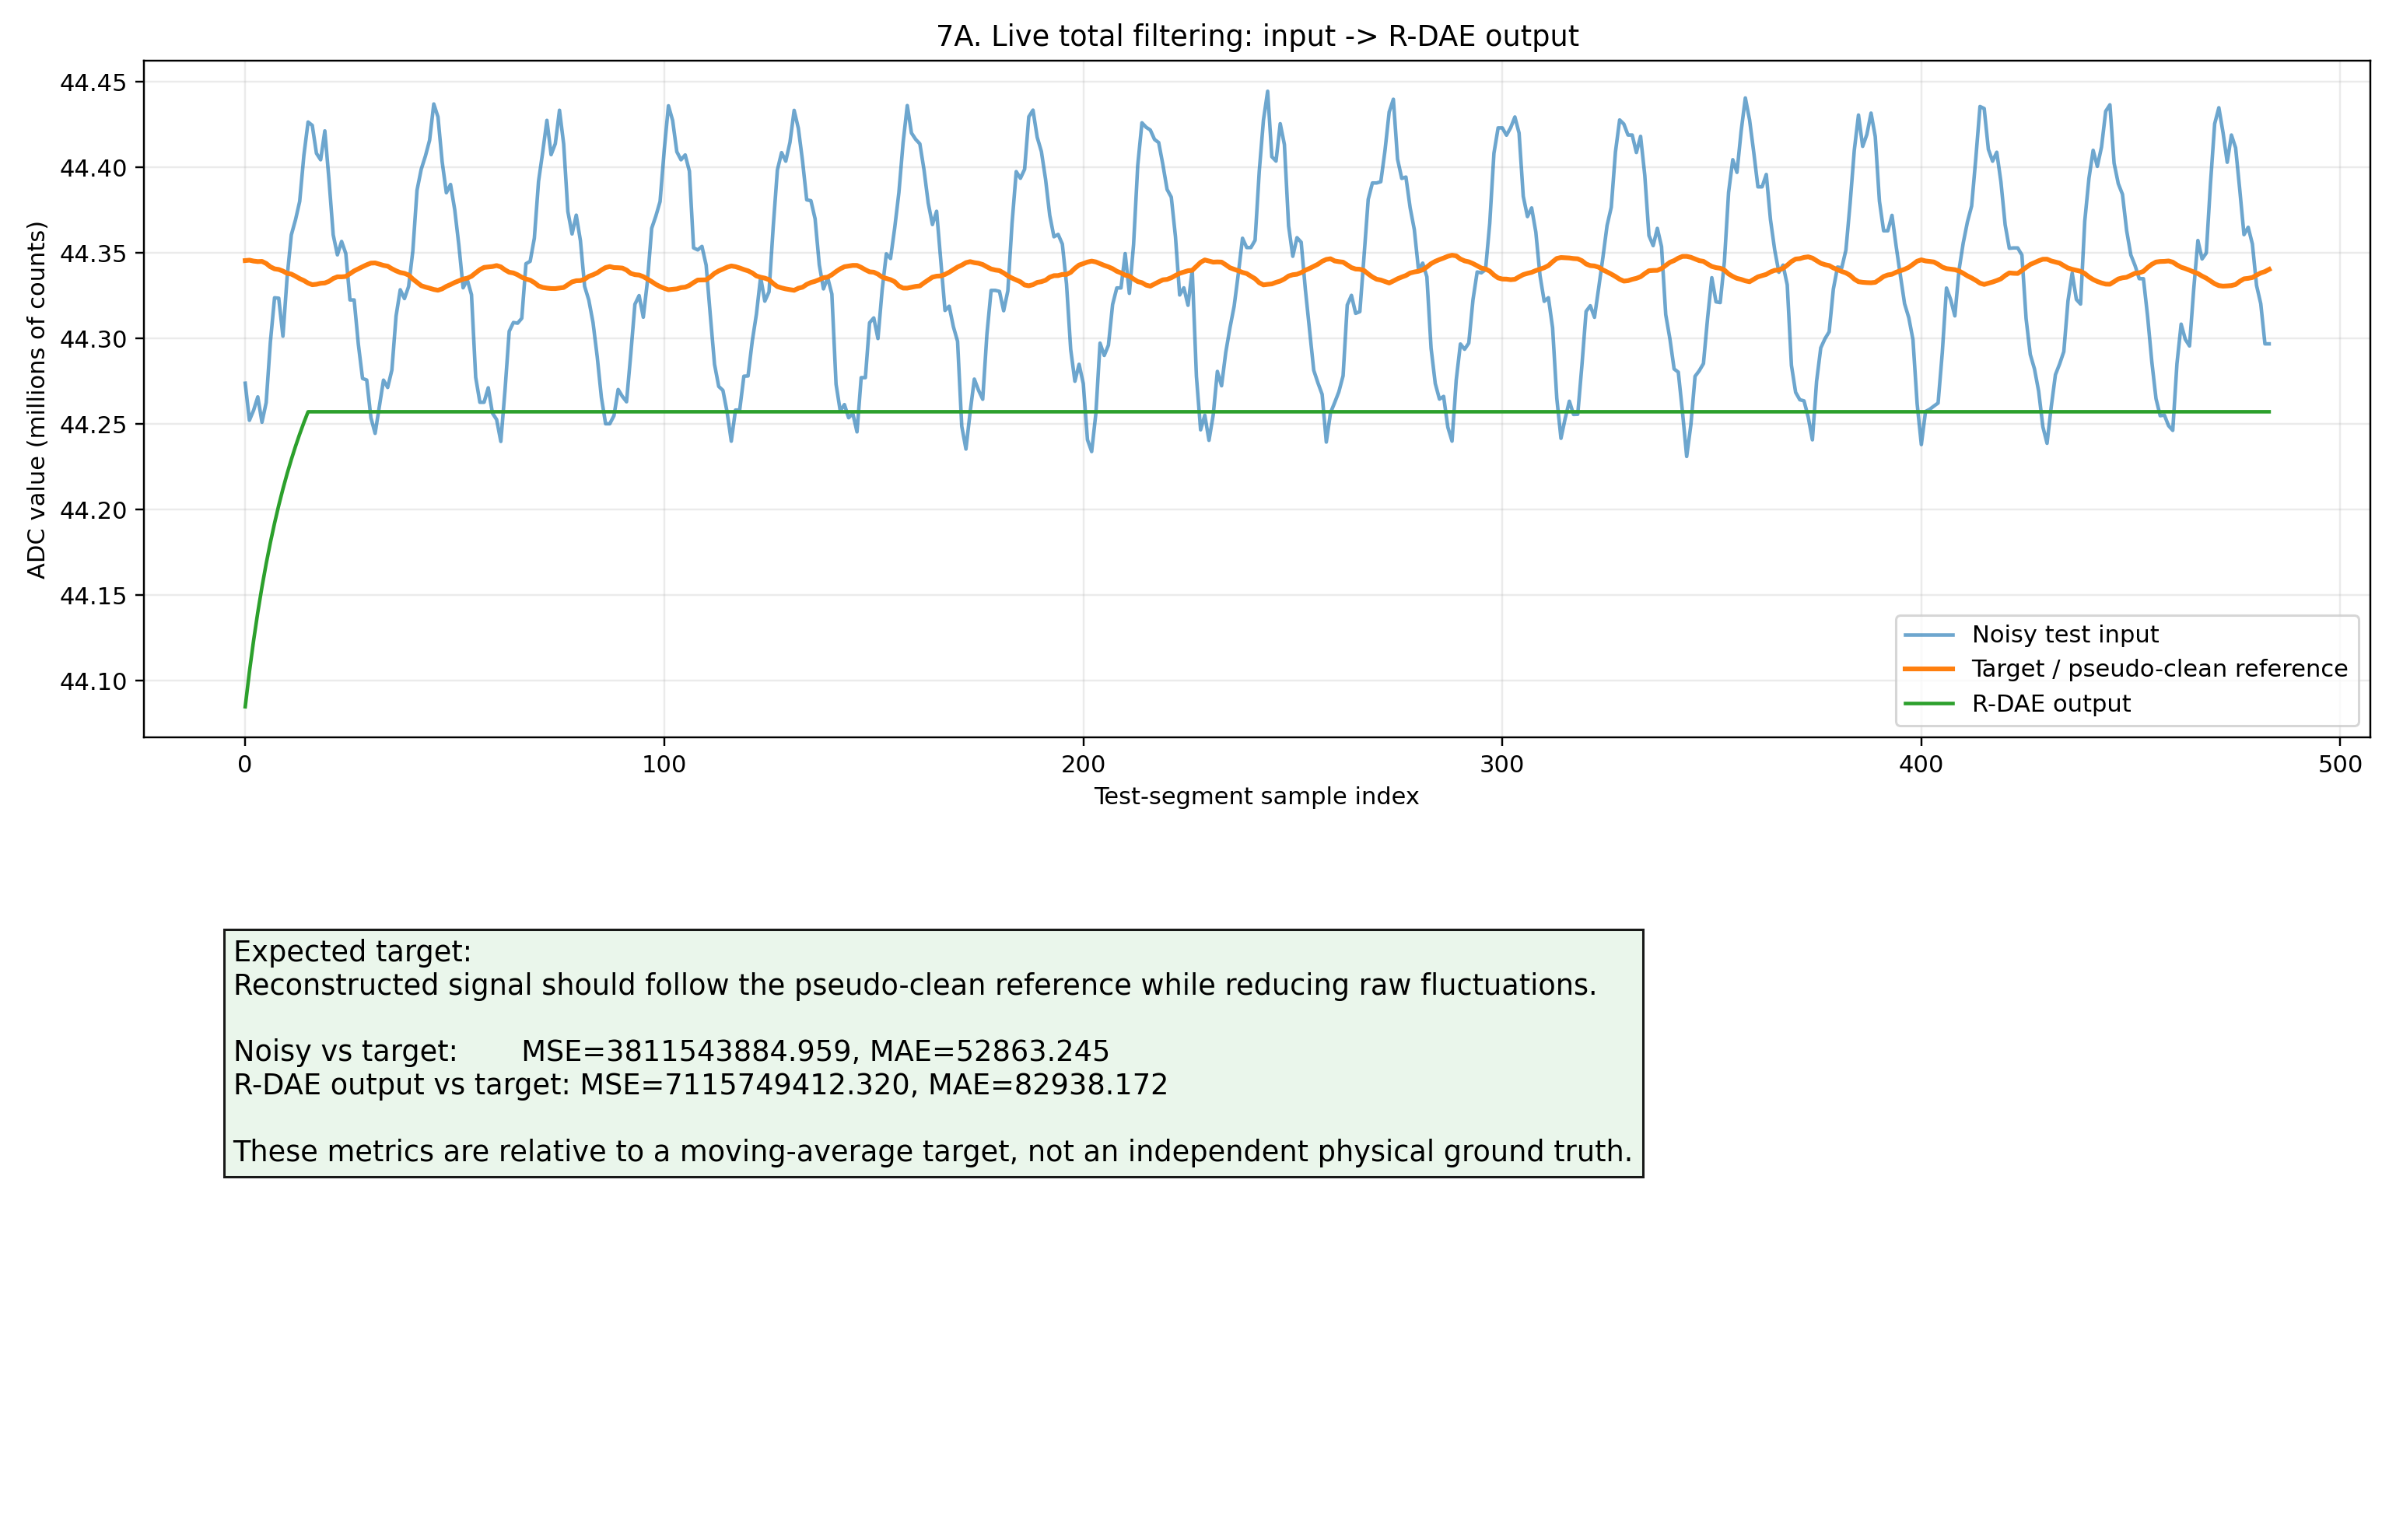 7A. Live total filtering: input -> R-DAE output
ADC value (millions of counts)
44.45
44.40
44.35
44.30
44.25
44.20
44.15
44.10
0
100
200
300
400
500
Test-segment sample index
Noisy test input
Target / pseudo-clean reference
R-DAE output
Expected target:
Reconstructed signal should follow the pseudo-clean reference while reducing raw fluctuations.
Noisy vs target: MSE=3811543884.959, MAE=52863.245
R-DAE output vs target: MSE=7115749412.320, MAE=82938.172
These metrics are relative to a moving-average target, not an independent physical ground truth.